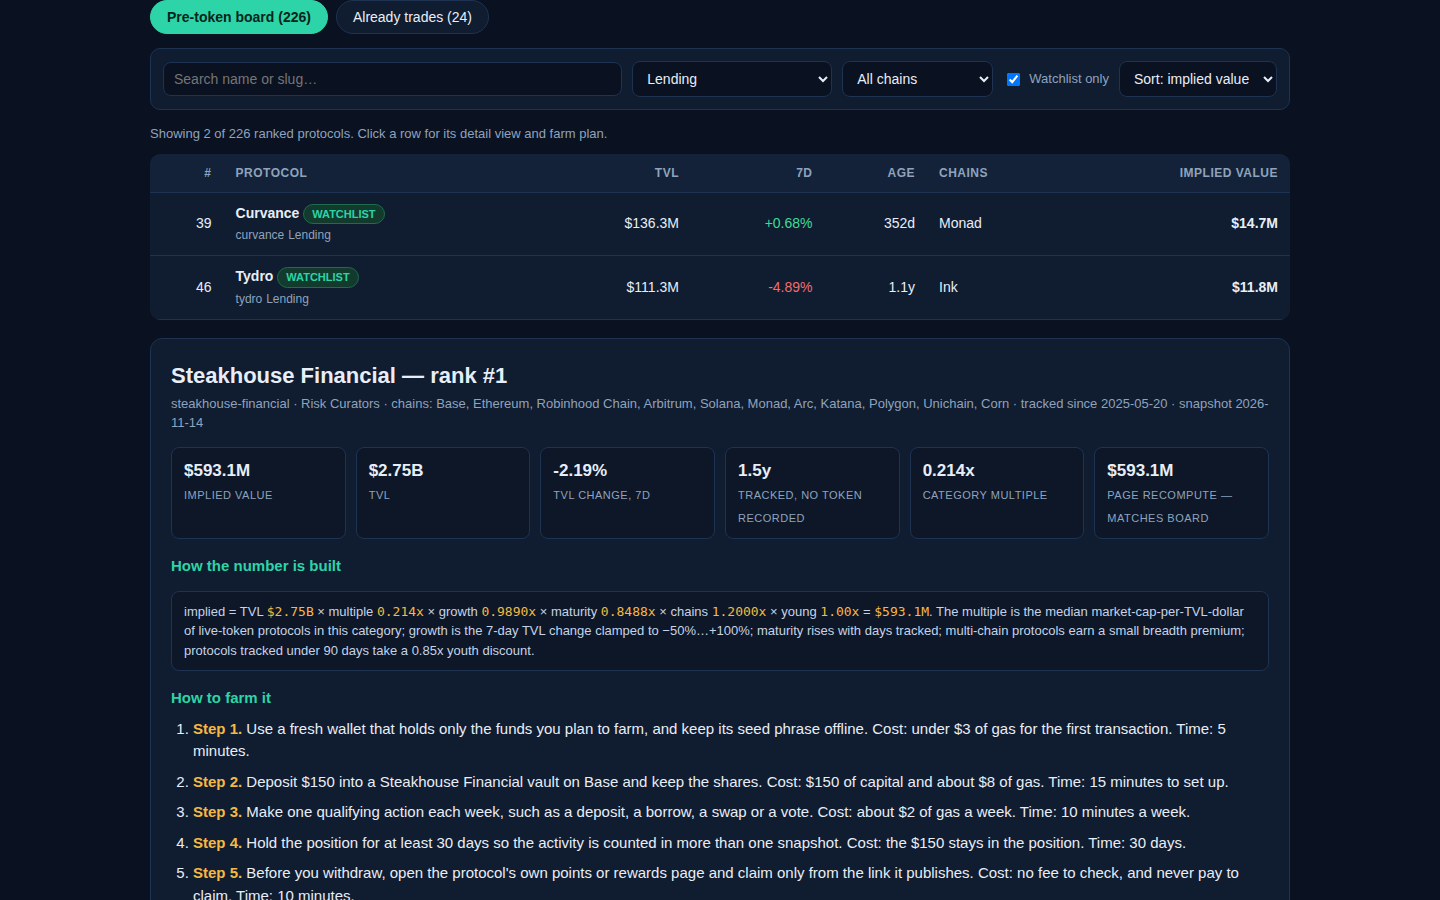 Pre-token board (226) Already trades (24)
Search name or slug… Lending All chains Watchlist only Sort: implied value
Showing 2 of 226 ranked protocols. Click a row for its detail view and farm plan.
# PROTOCOL TVL 7D AGE CHAINS IMPLIED VALUE
39 Curvance WATCHLIST $136.3M +0.68% 352d Monad $14.7M
curvance Lending
46 Tydro WATCHLIST $111.3M -4.89% 1.1y Ink $11.8M
tydro Lending
Steakhouse Financial — rank #1
steakhouse-financial · Risk Curators · chains: Base, Ethereum, Robinhood Chain, Arbitrum, Solana, Monad, Arc, Katana, Polygon, Unichain, Corn · tracked since 2025-05-20 · snapshot 2026-
11-14
$593.1M $2.75B -2.19% 1.5y 0.214x $593.1M
IMPLIED VALUE TVL TVL CHANGE, 7D TRACKED, NO TOKEN CATEGORY MULTIPLE PAGE RECOMPUTE —
RECORDED MATCHES BOARD
How the number is built
implied = TVL $2.75B × multiple 0.214x × growth 0.9890x × maturity 0.8488x × chains 1.2000x × young 1.00x = $593.1M. The multiple is the median market-cap-per-TVL-dollar
of live-token protocols in this category; growth is the 7-day TVL change clamped to −50%…+100%; maturity rises with days tracked; multi-chain protocols earn a small breadth premium;
protocols tracked under 90 days take a 0.85x youth discount.
How to farm it
1. Step 1. Use a fresh wallet that holds only the funds you plan to farm, and keep its seed phrase offline. Cost: under $3 of gas for the first transaction. Time: 5
minutes.
2. Step 2. Deposit $150 into a Steakhouse Financial vault on Base and keep the shares. Cost: $150 of capital and about $8 of gas. Time: 15 minutes to set up.
3. Step 3. Make one qualifying action each week, such as a deposit, a borrow, a swap or a vote. Cost: about $2 of gas a week. Time: 10 minutes a week.
4. Step 4. Hold the position for at least 30 days so the activity is counted in more than one snapshot. Cost: the $150 stays in the position. Time: 30 days.
5. Step 5. Before you withdraw, open the protocol's own points or rewards page and claim only from the link it publishes. Cost: no fee to check, and never pay to
claim. Time: 10 minutes.